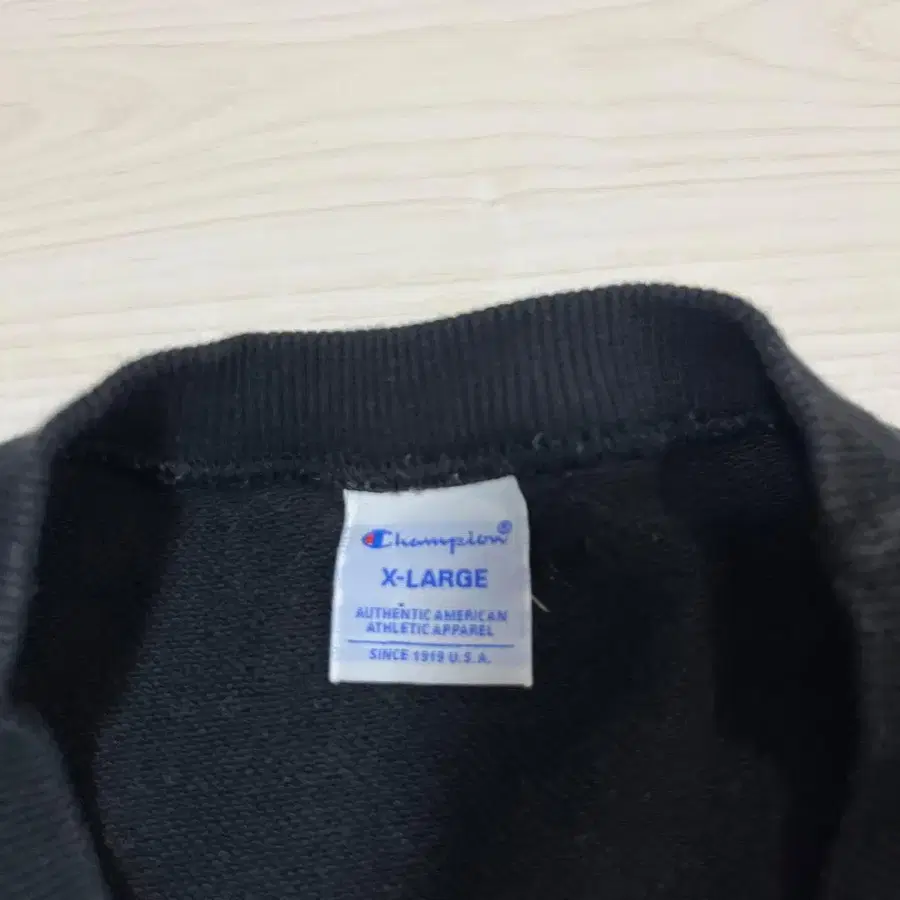 Champion®
X-LARGE
AUTHENTIC AMERICAN
ATHLETIC APPAREL
SINCE 1919 U.S.A.